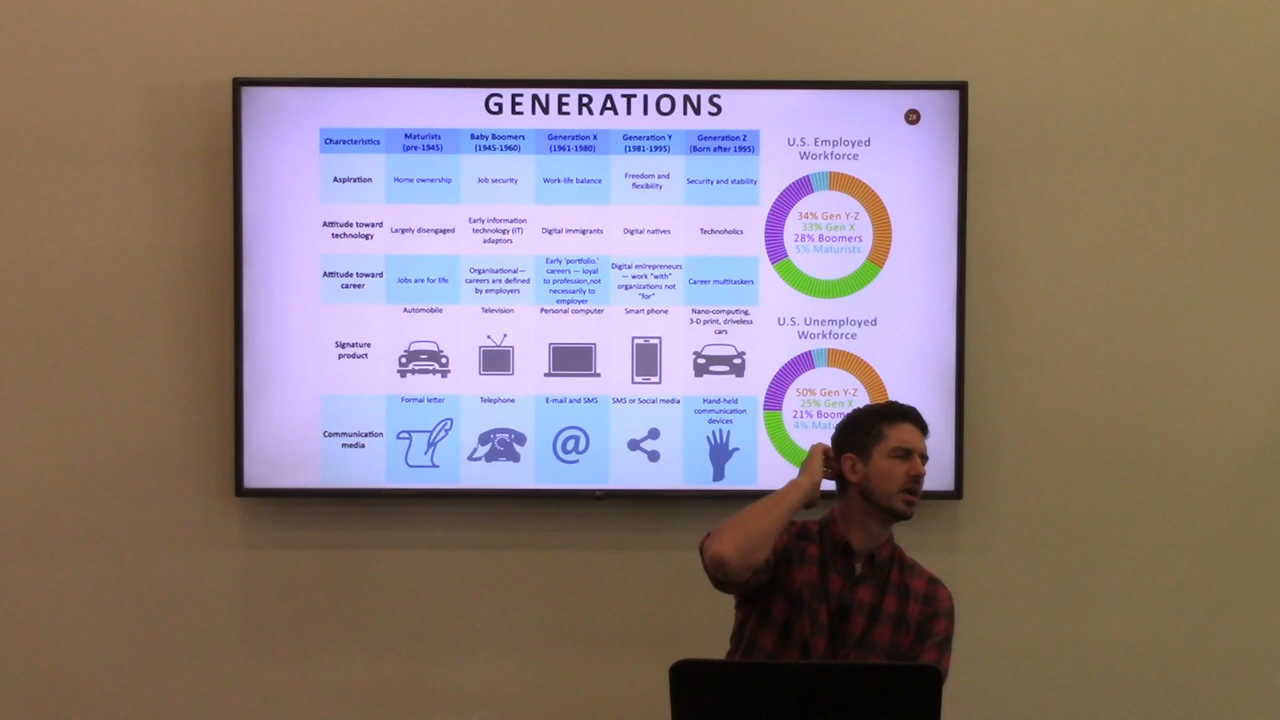 GENERATIONS
28
Characteristics
Maturists
(pre-1945)
Baby Boomers
(1945-1960)
Generation X
(1961-1980)
Generation Y
(1981-1995)
Generation Z
(Born after 1995)
Aspiration
Home ownership
Job security
Work-life balance
Freedom and
flexibility
Security and stability
Attitude toward
technology
Largely disengaged
Early information
technology (IT)
adaptors
Digital immigrants
Digital natives
Technoholics
Attitude toward
career
Jobs are for life
Organisational—
careers are defined
by employers
Early 'portfolio.'
careers — loyal
to profession,not
necessarily to
employer
Digital enirepreneurs
— work "with"
organizations not
"for"
Career multitaskers
Signature
product
Automobile
Television
Personal computer
Smart phone
Nano-computing,
3-D print, driveless
cars
Communication
media
Formal letter
Telephone
E-mail and SMS
@
SMS or Social media
Hand-held
communication
devices
U.S. Employed
Workforce
34% Gen Y-Z
33% Gen X
28% Boomers
5% Maturists
U.S. Unemployed
Workforce
50% Gen Y-Z
25% Gen X
21% Boom
4% Matu